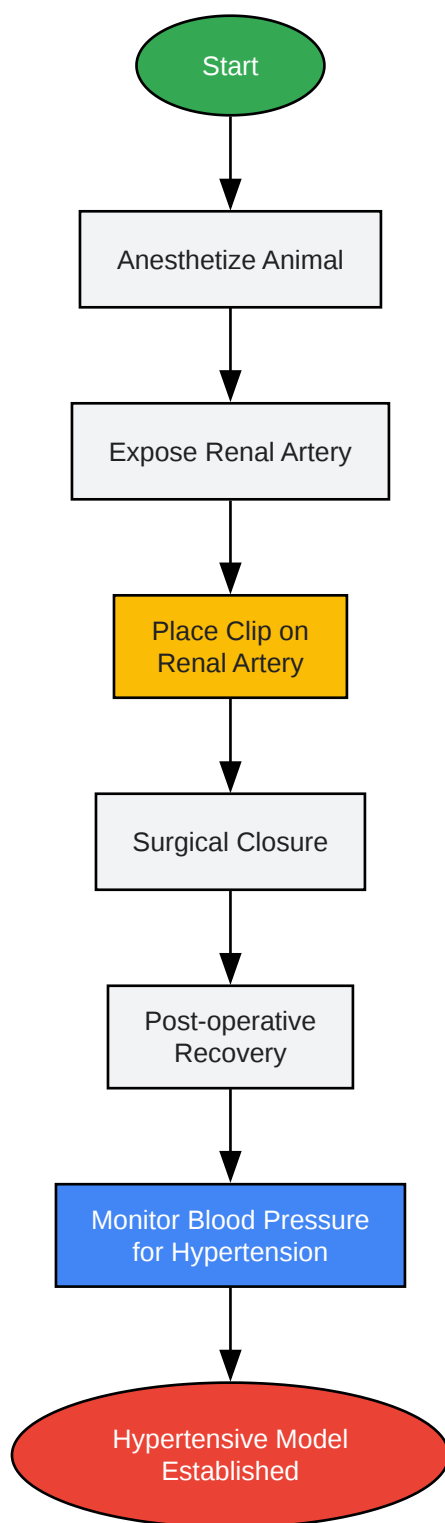 Start
Anesthetize Animal
Expose Renal Artery
Place Clip on
Renal Artery
Surgical Closure
Post-operative
Recovery
Monitor Blood Pressure
for Hypertension
Hypertensive Model
Established